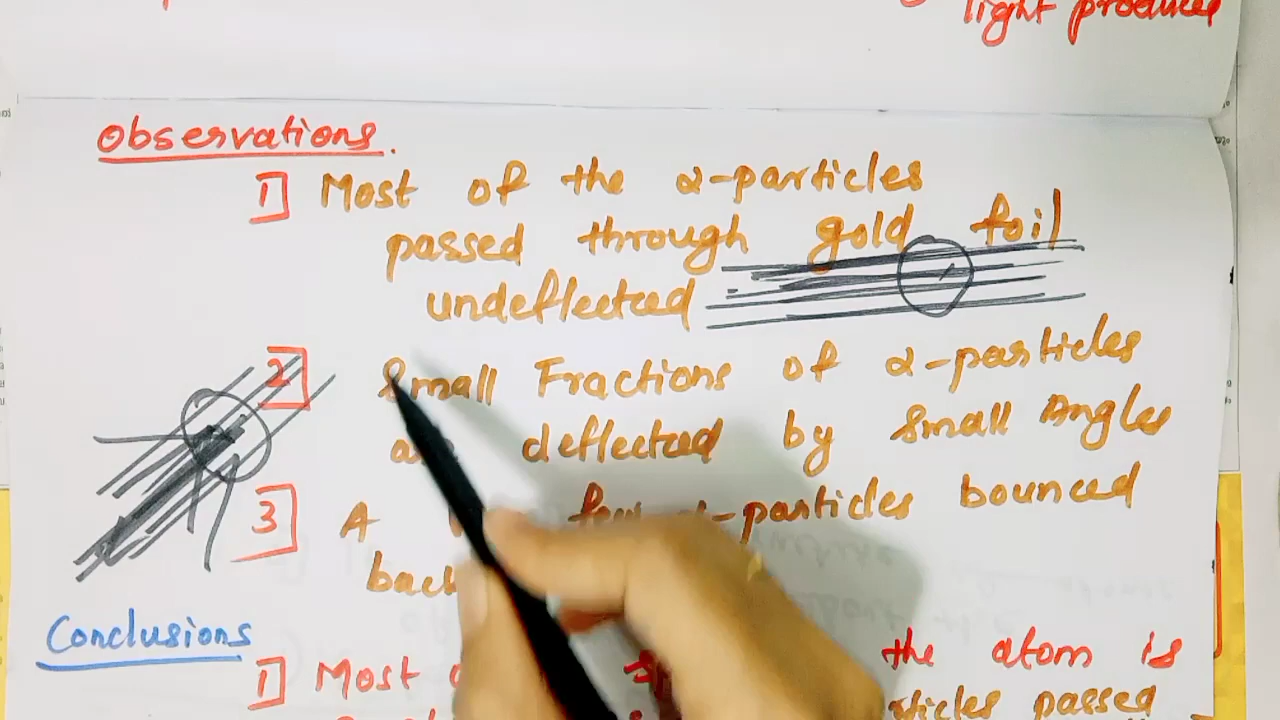 light produces
Observations.
1] Most of the α-particles
passed through gold foil
undeflected
2] Small Fractions of α-particles
deflected by small Angles
3] A few α-particles bounced
back
Conclusions
1] Most the atom is
particles passed